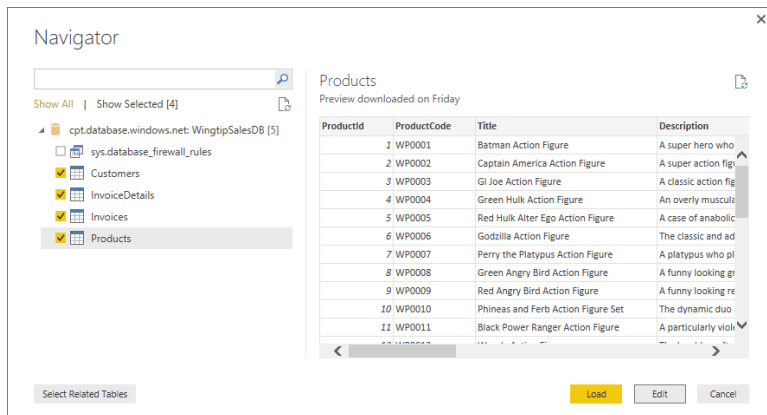 Navigator
Show All | Show Selected [4]
cpt.database.windows.net: WingtipSalesDB [5]
sys.database_firewall_rules
Customers
InvoiceDetails
Invoices
Products
Products
Preview downloaded on Friday
ProductId ProductCode Title Description
1 WP0001 Batman Action Figure A super hero who
2 WP0002 Captain America Action Figure A super action figu
3 WP0003 GI Joe Action Figure A classic action fig
4 WP0004 Green Hulk Action Figure An overly muscula
5 WP0005 Red Hulk Alter Ego Action Figure A case of anabolic
6 WP0006 Godzilla Action Figure The classic and ad
7 WP0007 Perry the Platypus Action Figure A platypus who pl
8 WP0008 Green Angry Bird Action Figure A funny looking gr
9 WP0009 Red Angry Bird Action Figure A funny looking re
10 WP0010 Phineas and Ferb Action Figure Set The dynamic duo
11 WP0011 Black Power Ranger Action Figure A particularly viol
Select Related Tables Load Edit Cancel